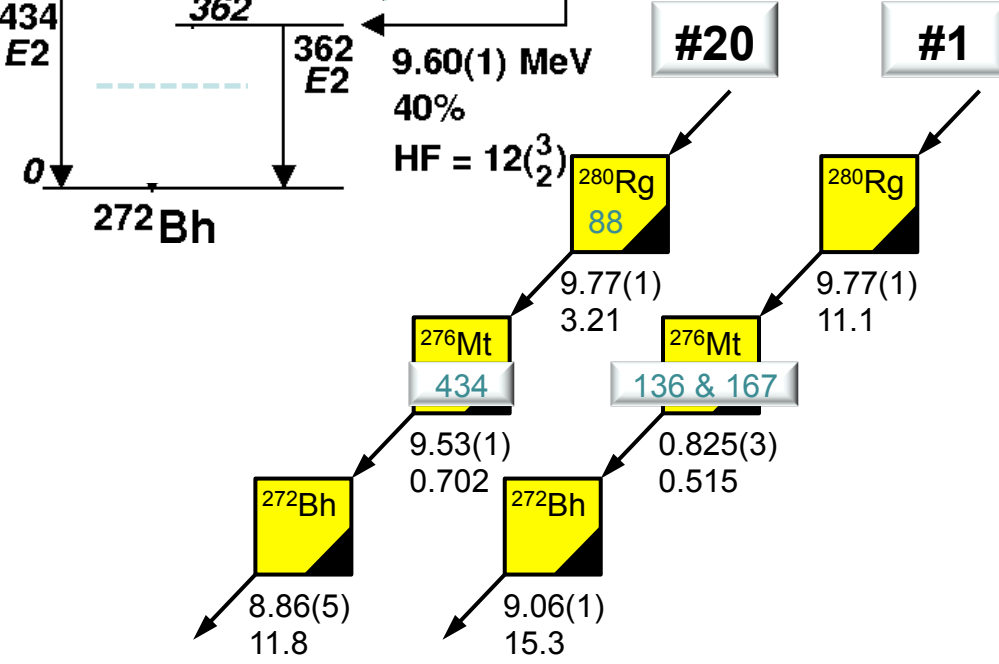 434
E2
362
362
E2
0
²⁷²Bh
9.60(1) MeV
40%
HF = 12(³₂)
#20
#1
²⁸⁰Rg
88
9.77(1)
3.21
²⁷⁶Mt
434
9.53(1)
0.702
²⁷²Bh
8.86(5)
11.8
²⁸⁰Rg
9.77(1)
11.1
²⁷⁶Mt
136 & 167
0.825(3)
0.515
²⁷²Bh
9.06(1)
15.3